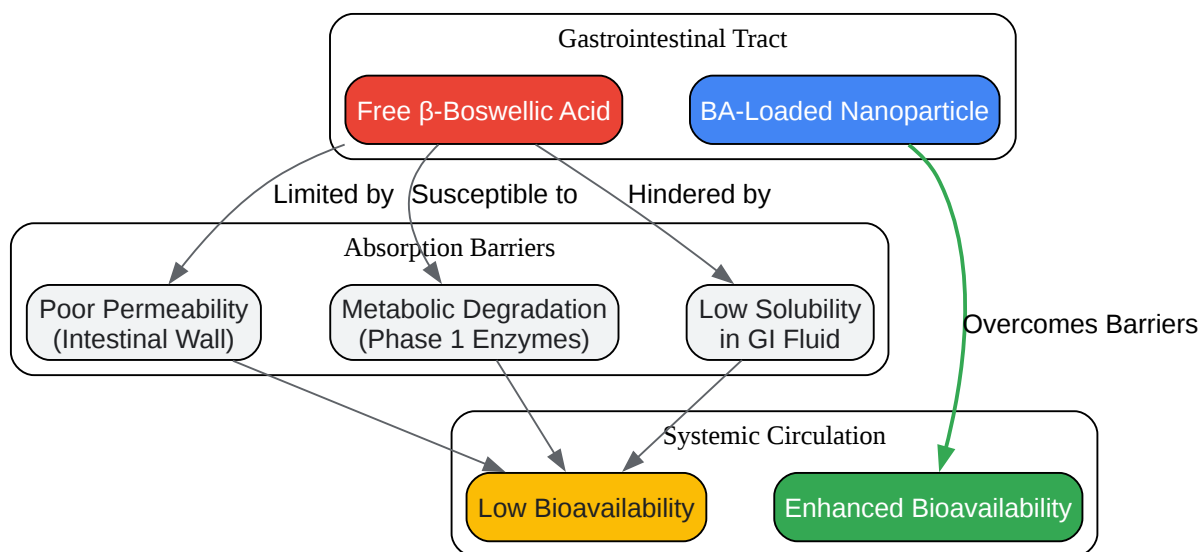 Gastrointestinal Tract
Free β-Boswellic Acid
BA-Loaded Nanoparticle
Limited by
Susceptible to
Hindered by
Absorption Barriers
Poor Permeability
(Intestinal Wall)
Metabolic Degradation
(Phase 1 Enzymes)
Low Solubility
in GI Fluid
Overcomes Barriers
Systemic Circulation
Low Bioavailability
Enhanced Bioavailability